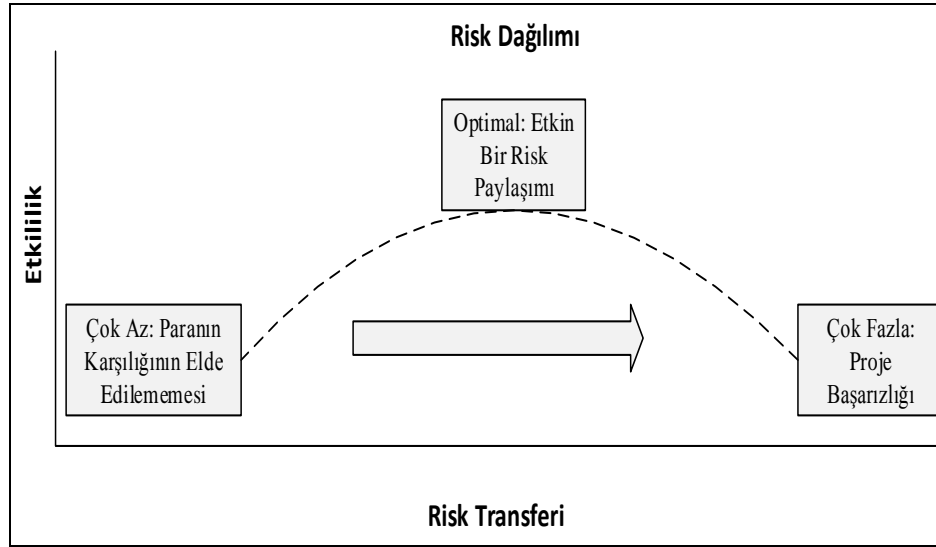 Risk Dağılımı
Optimal: Etkin
Bir Risk
Paylaşımı
Etkililik
Çok Az: Paranın
Karşılığının Elde
Edilememesi
Çok Fazla:
Proje
Başarızlığı
Risk Transferi